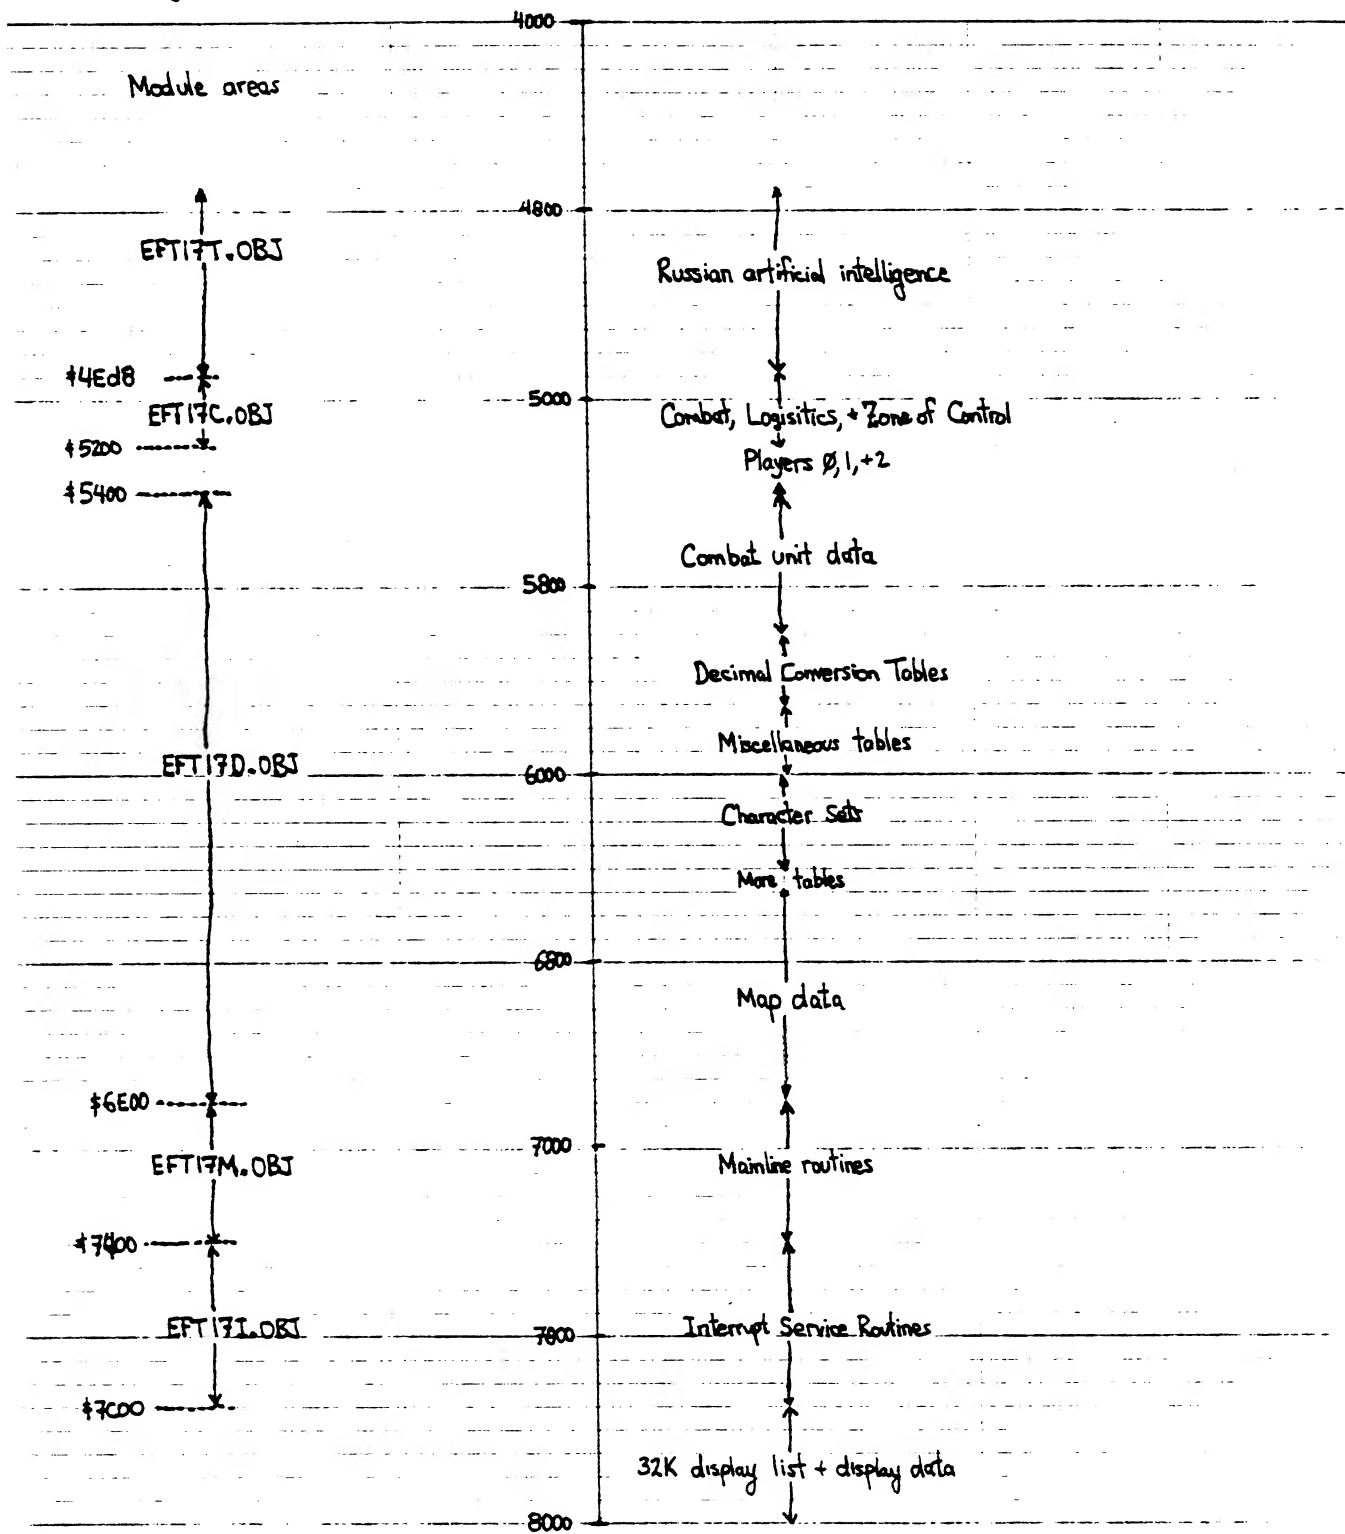 4000
Module areas
4800
EFT17T.OBJ
Russian artificial intelligence
$4Ed8
5000
EFT17C.OBJ
Combat, Logisitics, + Zone of Control
$5200
Players Ø, 1, +2
$5400
Combat unit data
5800
Decimal Conversion Tables
Miscellaneous tables
EFT17D.OBJ
6000
Character Sets
More tables
6800
Map data
$6E00
7000
EFT17M.OBJ
Mainline routines
$7400
EFT17I.OBJ
7800
Interrupt Service Routines
$7C00
32K display list + display data
8000